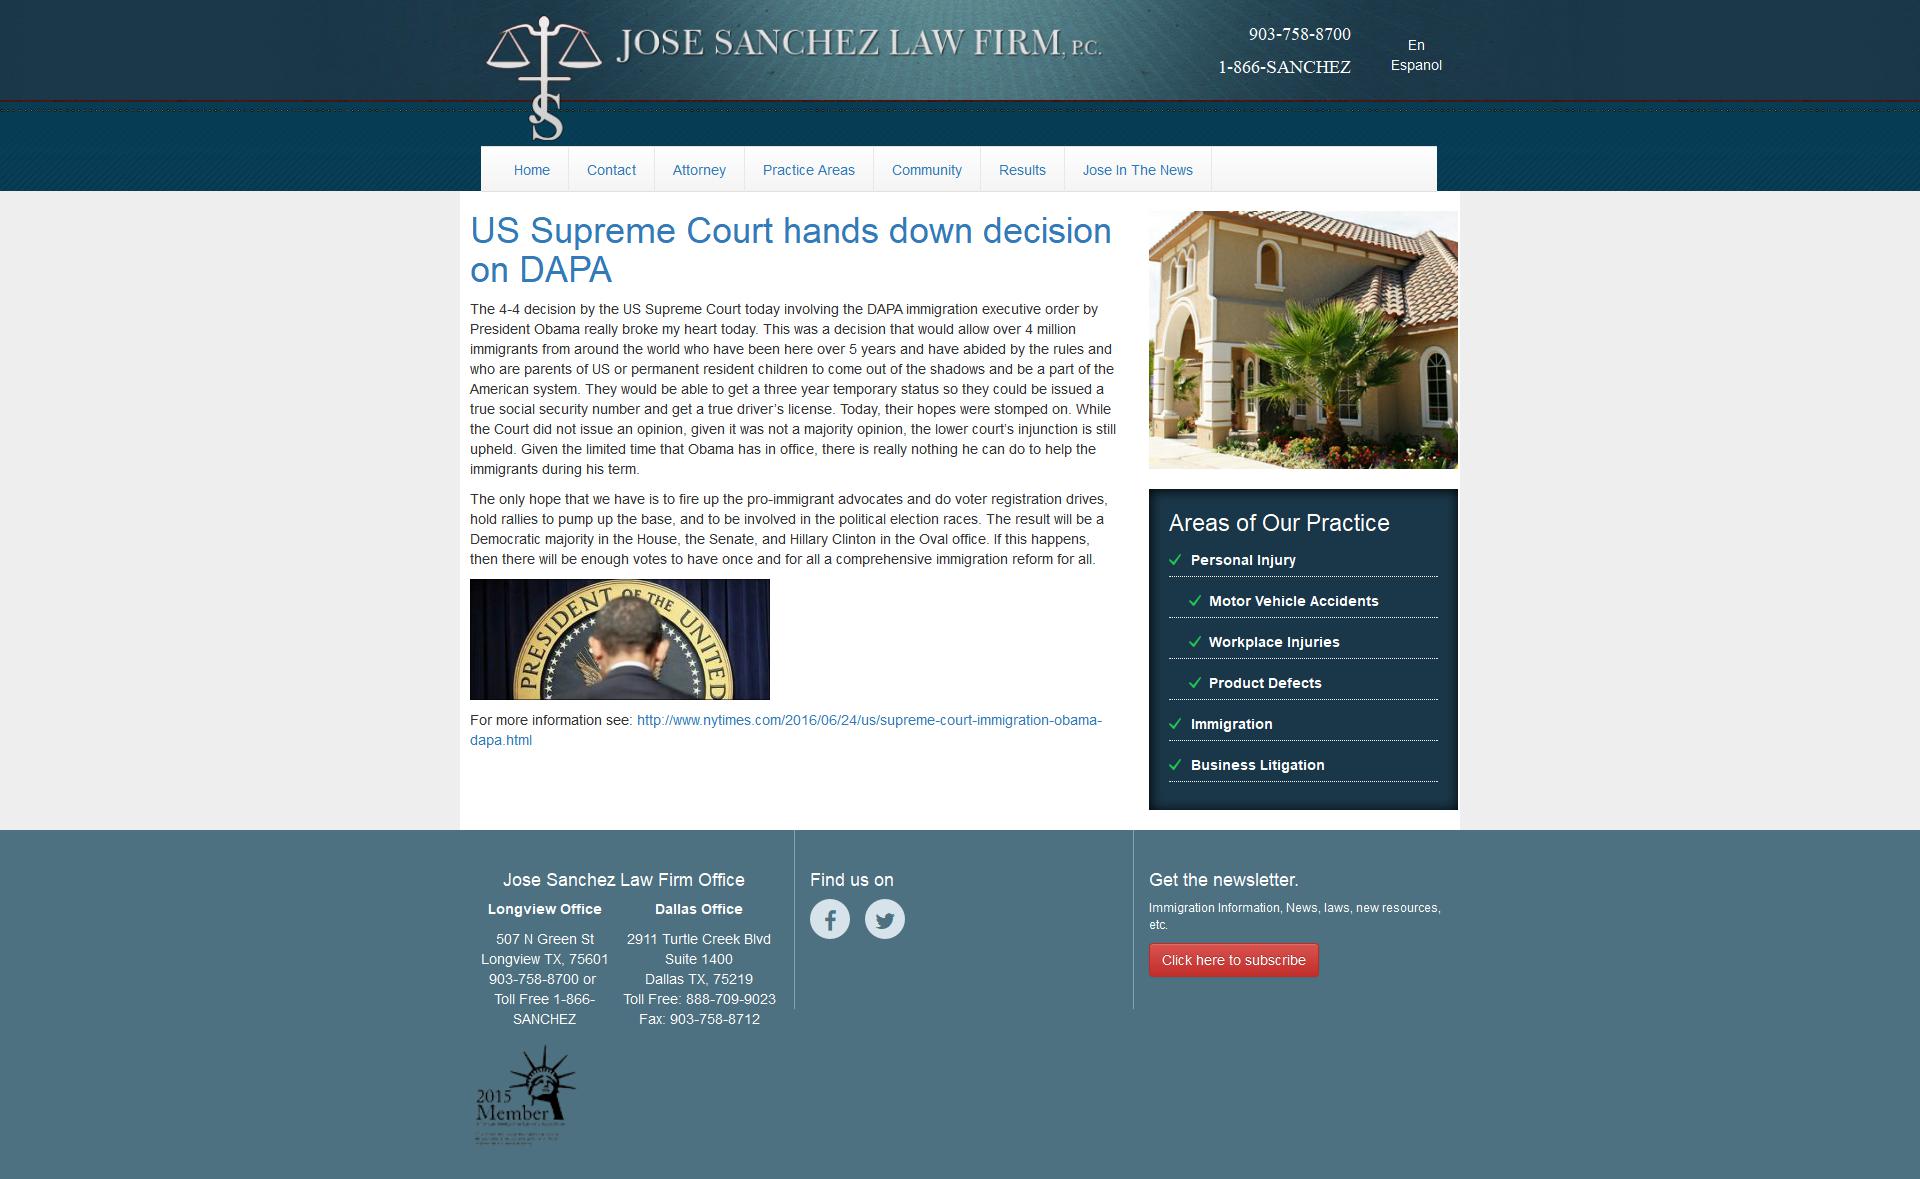 JOSE SANCHEZ LAW FIRM, P.C.
903-758-8700
1-866-SANCHEZ
En
Espanol
JS
Home
Contact
Attorney
Practice Areas
Community
Results
Jose In The News
US Supreme Court hands down decision
on DAPA
The 4-4 decision by the US Supreme Court today involving the DAPA immigration executive order by
President Obama really broke my heart today. This was a decision that would allow over 4 million
immigrants from around the world who have been here over 5 years and have abided by the rules and
who are parents of US or permanent resident children to come out of the shadows and be a part of the
American system. They would be able to get a three year temporary status so they could be issued a
true social security number and get a true driver’s license. Today, their hopes were stomped on. While
the Court did not issue an opinion, given it was not a majority opinion, the lower court’s injunction is still
upheld. Given the limited time that Obama has in office, there is really nothing he can do to help the
immigrants during his term.
The only hope that we have is to fire up the pro-immigrant advocates and do voter registration drives,
hold rallies to pump up the base, and to be involved in the political election races. The result will be a
Democratic majority in the House, the Senate, and Hillary Clinton in the Oval office. If this happens,
then there will be enough votes to have once and for all a comprehensive immigration reform for all.
PRESIDENT OF THE UNITED
For more information see: http://www.nytimes.com/2016/06/24/us/supreme-court-immigration-obama-
dapa.html
Areas of Our Practice
Personal Injury
Motor Vehicle Accidents
Workplace Injuries
Product Defects
Immigration
Business Litigation
Jose Sanchez Law Firm Office
Longview Office
507 N Green St
Longview TX, 75601
903-758-8700 or
Toll Free 1-866-
SANCHEZ
Dallas Office
2911 Turtle Creek Blvd
Suite 1400
Dallas TX, 75219
Toll Free: 888-709-9023
Fax: 903-758-8712
2015
Member
Find us on
Get the newsletter.
Immigration Information, News, laws, new resources,
etc.
Click here to subscribe